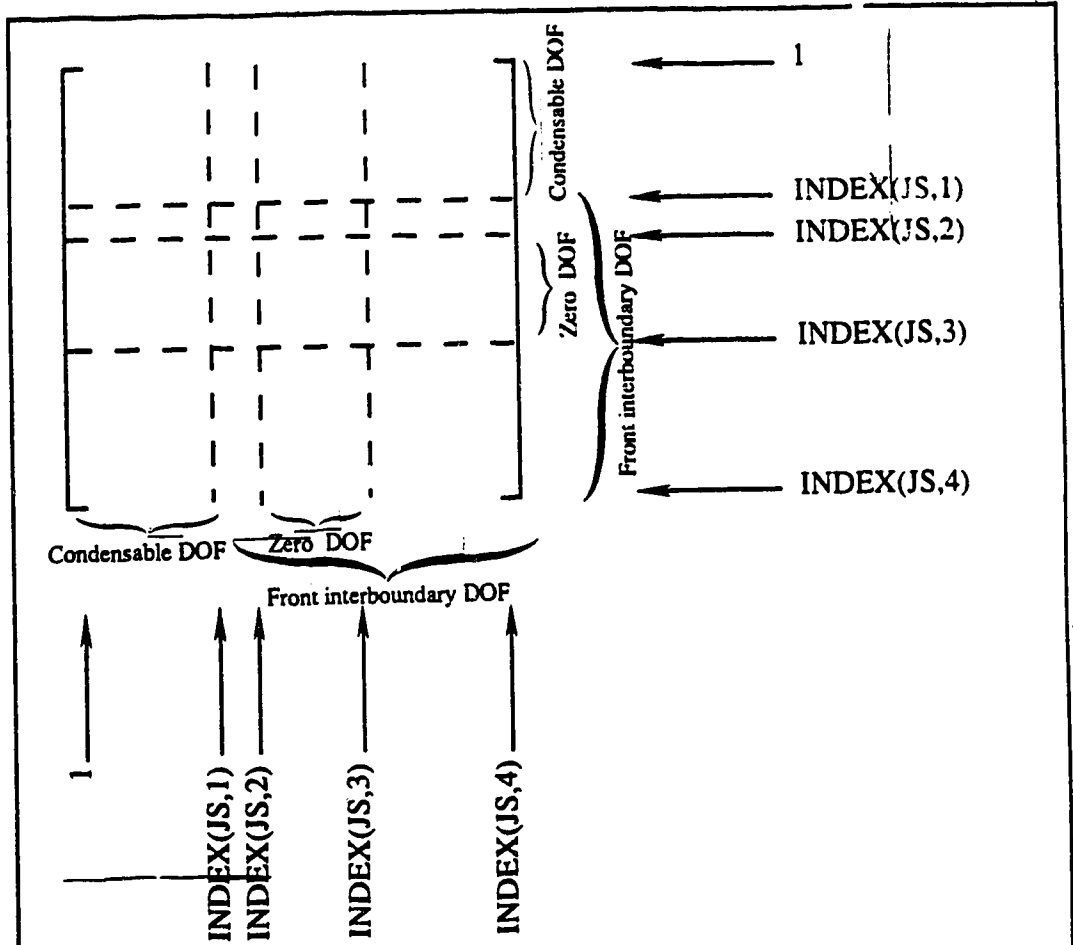 1
Condensable DOF
INDEX(JS,1)
INDEX(JS,2)
Zero DOF
Front interboundary DOF
INDEX(JS,3)
INDEX(JS,4)
Condensable DOF
Zero DOF
Front interboundary DOF
1
INDEX(JS,1)
INDEX(JS,2)
INDEX(JS,3)
INDEX(JS,4)